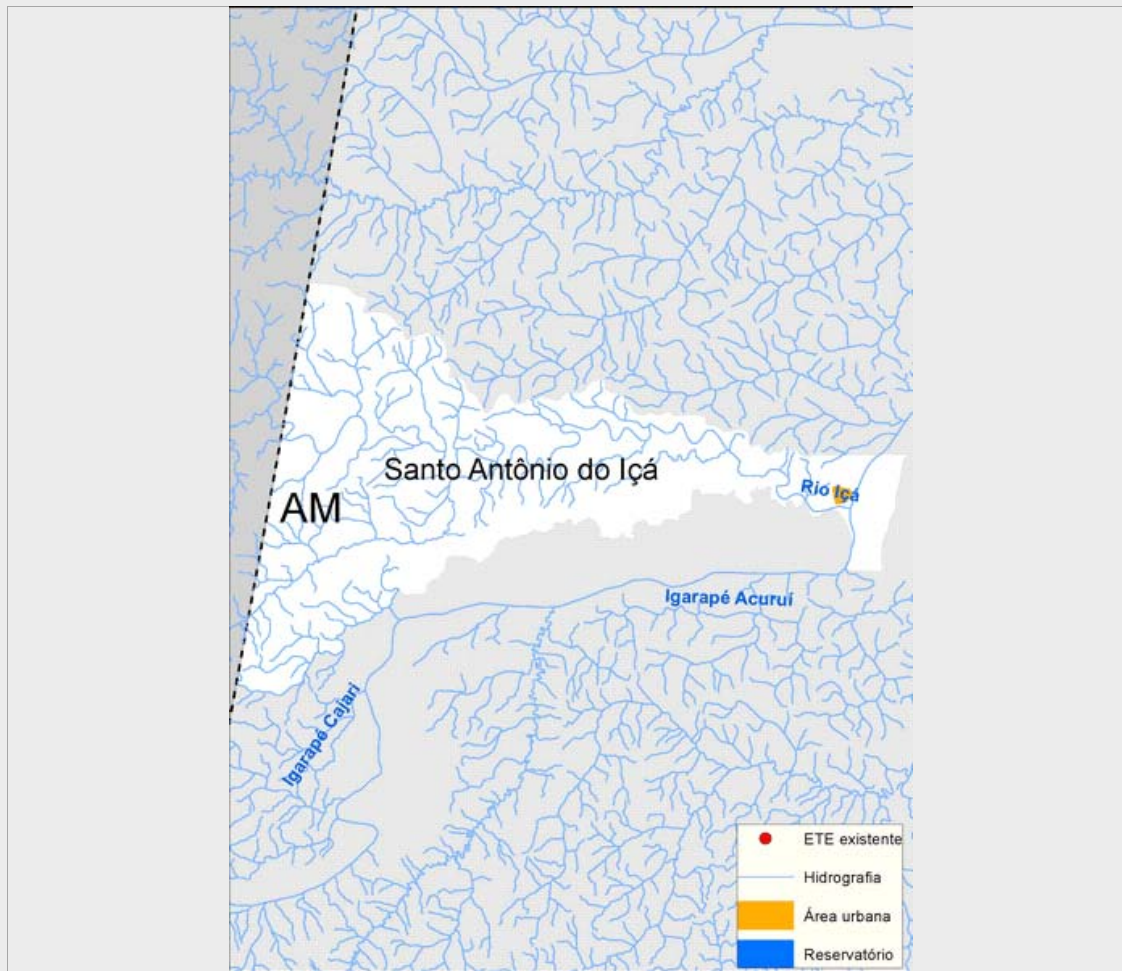 Santo Antônio do Içá
Rio Içá
AM
Igarapé Acuruí
Igarapé Cajari
ETE existente
Hidrografia
Área urbana
Reservatório